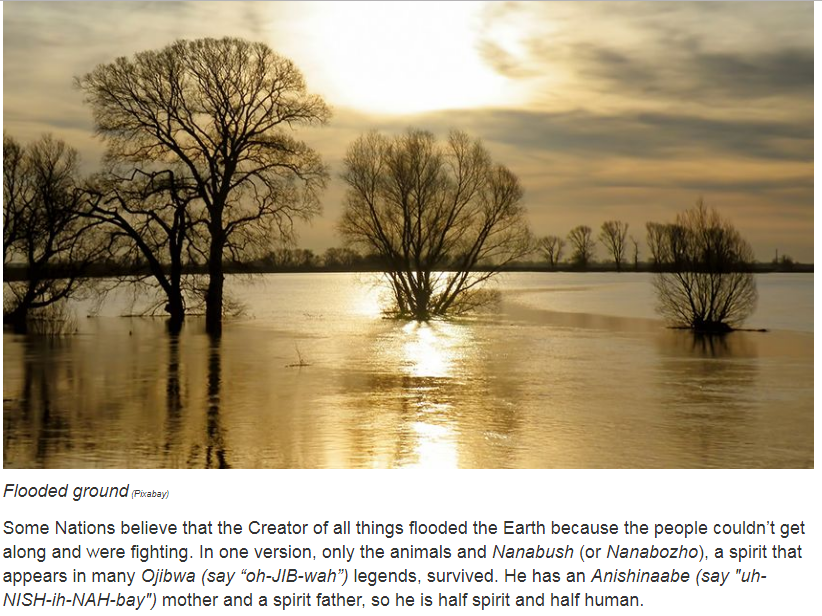 Flooded ground (Pixabay)
Some Nations believe that the Creator of all things flooded the Earth because the people couldn’t get
along and were fighting. In one version, only the animals and Nanabush (or Nanabozho), a spirit that
appears in many Ojibwa (say “oh-JIB-wah”) legends, survived. He has an Anishinaabe (say "uh-
NISH-ih-NAH-bay") mother and a spirit father, so he is half spirit and half human.